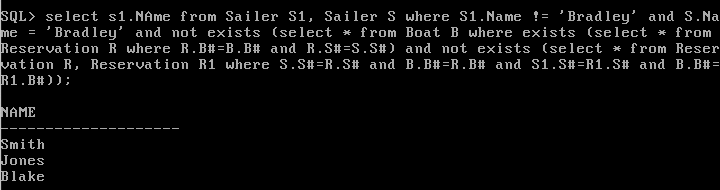 SQL> select s1.NAme from Sailer S1, Sailer S where S1.Name != 'Bradley' and S.Na
me = 'Bradley' and not exists (select * from Boat B where exists (select * from
Reservation R where R.B#=B.B# and R.S#=S.S#) and not exists (select * from Reser
vation R, Reservation R1 where S.S#=R.S# and B.B#=R.B# and S1.S#=R1.S# and B.B#=
R1.B#));
NAME
--------------------
Smith
Jones
Blake